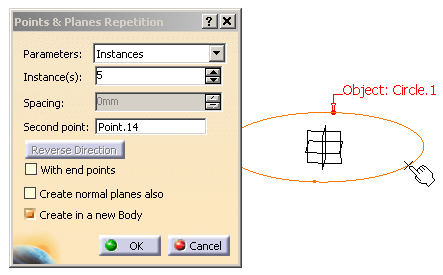 Points & Planes Repetition
Parameters: Instances
Instance(s): 5
Spacing: 0mm
Second point: Point.14
Reverse Direction
With end points
Create normal planes also
Create in a new Body
OK Cancel
Object: Circle.1